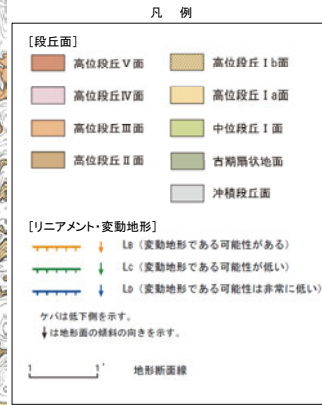 凡 例
[段丘面]
高位段丘Ⅴ面
高位段丘Ⅳ面
高位段丘Ⅲ面
高位段丘Ⅱ面
高位段丘Ⅰb面
高位段丘Ⅰa面
中位段丘Ⅰ面
古期扇状地面
沖積段丘面
[リニアメント・変動地形]
LB (変動地形である可能性がある)
LC (変動地形である可能性が低い)
LD (変動地形である可能性は非常に低い)
ケバは低下側を示す。
↓は地形面の傾斜の向きを示す。
1 1' 地形断面線